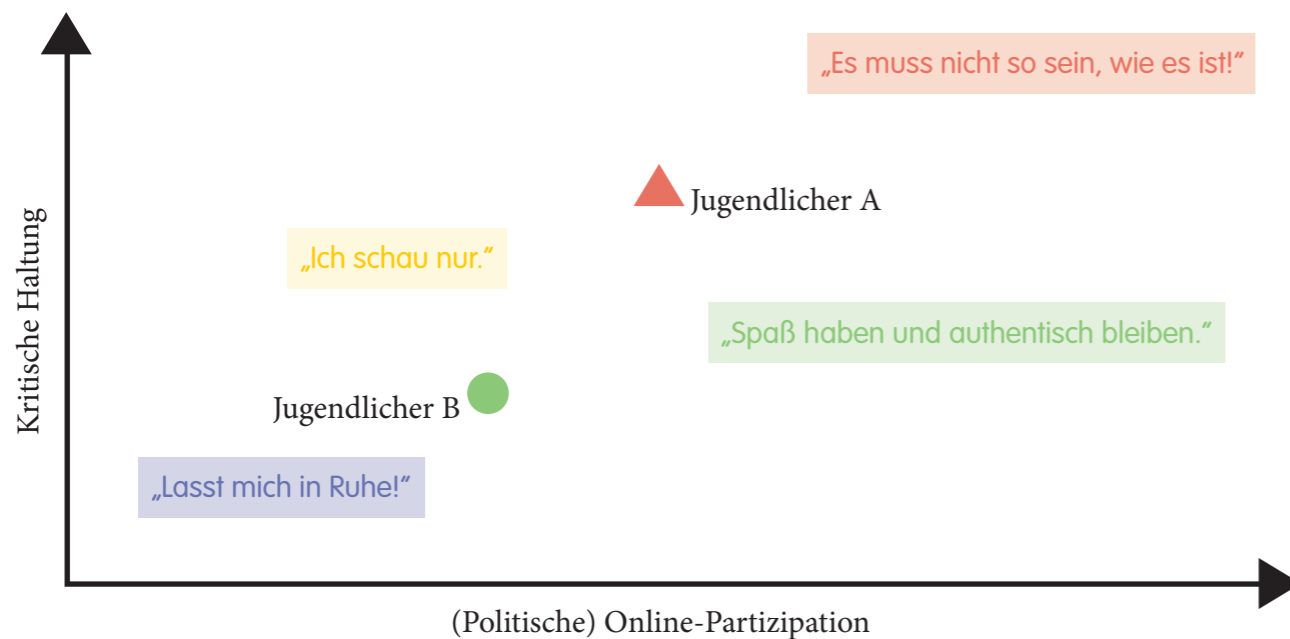 „Es muss nicht so sein, wie es ist!“
Jugendlicher A
„Ich schau nur.“
„Spaß haben und authentisch bleiben.“
Jugendlicher B
„Lasst mich in Ruhe!“
Kritische Haltung
(Politische) Online-Partizipation